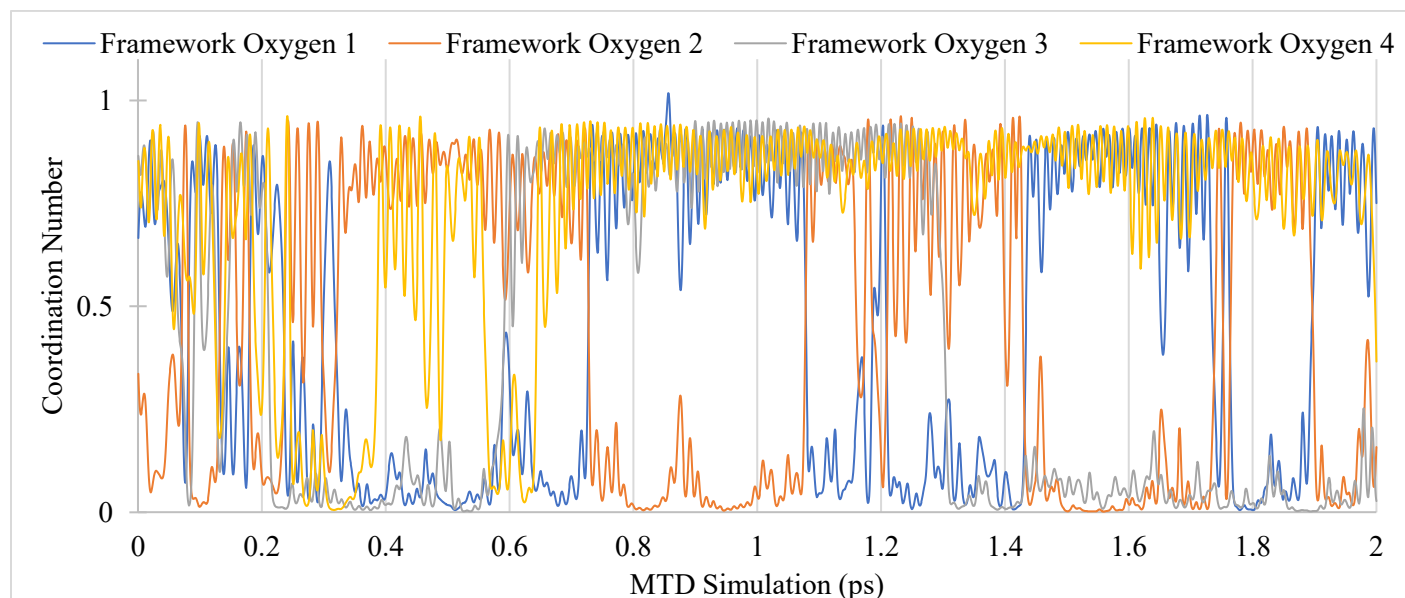 Framework Oxygen 1 Framework Oxygen 2 Framework Oxygen 3 Framework Oxygen 4
1
0.5
0
Coordination Number
0 0.2 0.4 0.6 0.8 1 1.2 1.4 1.6 1.8 2
MTD Simulation (ps)